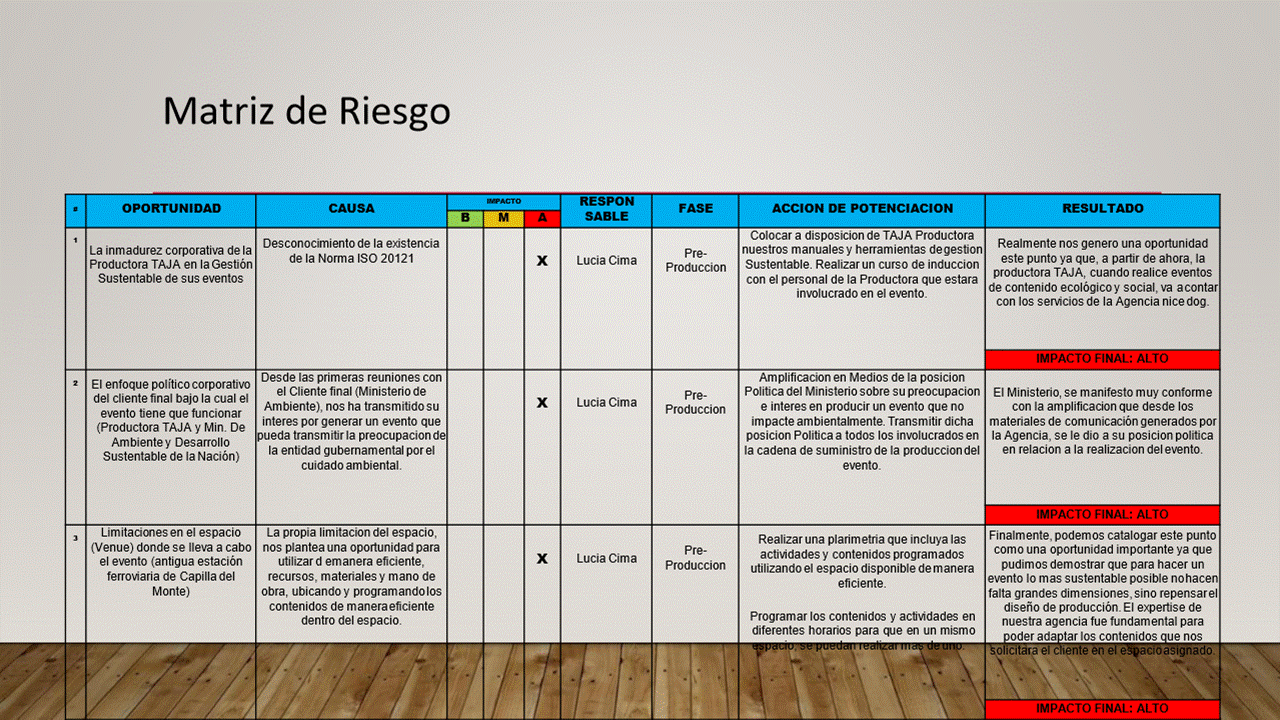 Matriz de Riesgo
#
OPORTUNIDAD
CAUSA
IMPACTO
B
M
A
RESPON
SABLE
FASE
ACCION DE POTENCIACION
RESULTADO
1
La inmadurez corporativa de la
Productora TAJA en la Gestión
Sustentable de sus eventos
Desconocimiento de la existencia
de la Norma ISO 20121
X
Lucia Cima
Pre-
Produccion
Colocar a disposicion de TAJA Productora
nuestros manuales y herramientas de gestion
Sustentable. Realizar un curso de induccion
con el personal de la Productora que estara
involucrado en el evento.
Realmente nos genero una oportunidad
este punto ya que, a partir de ahora, la
productora TAJA, cuando realice eventos
de contenido ecológico y social, va a contar
con los servicios de la Agencia nice dog.
IMPACTO FINAL: ALTO
2
El enfoque político corporativo
del cliente final bajo la cual el
evento tiene que funcionar
(Productora TAJA y Min. De
Ambiente y Desarrollo
Sustentable de la Nación)
Desde las primeras reuniones con
el Cliente final (Ministerio de
Ambiente), nos ha transmitido su
interes por generar un evento que
pueda transmitir la preocupacion de
la entidad gubernamental por el
cuidado ambiental.
X
Lucia Cima
Pre-
Produccion
Amplificacion en Medios de la posicion
Politica del Ministerio sobre su preocupacion
e interes en producir un evento que no
impacte ambientalmente. Transmitir dicha
posicion Politica a todos los involucrados en
la cadena de suministro de la produccion del
evento.
El Ministerio, se manifesto muy conforme
con la amplificacion que desde los
materiales de comunicación generados por
la Agencia, se le dio a su posicion politica
en relacion a la realizacion del evento.
IMPACTO FINAL: ALTO
3
Limitaciones en el espacio
(Venue) donde se lleva a cabo
el evento (antigua estación
ferroviaria de Capilla del
Monte)
La propia limitacion del espacio,
nos plantea una oportunidad para
utilizar d emanera eficiente,
recursos, materiales y mano de
obra, ubicando y programando los
contenidos de manera eficiente
dentro del espacio.
X
Lucia Cima
Pre-
Produccion
Realizar una plarimetria que incluya las
actividades y contenidos programados
utilizando el espacio disponible de manera
eficiente.
Programar los contenidos y actividades en
diferentes horarios para que en un mismo
espacio, se puedan realizar mas de uno.
Finalmente, podemos catalogar este punto
como una oportunidad importante ya que
pudimos demostrar que para hacer un
evento lo mas sustentable posible no hacen
falta grandes dimensiones, sino repensar el
diseño de producción. El expertise de
nuestra agencia fue fundamental para
poder adaptar los contenidos que nos
solicitara el cliente en el espacio asignado.
IMPACTO FINAL: ALTO